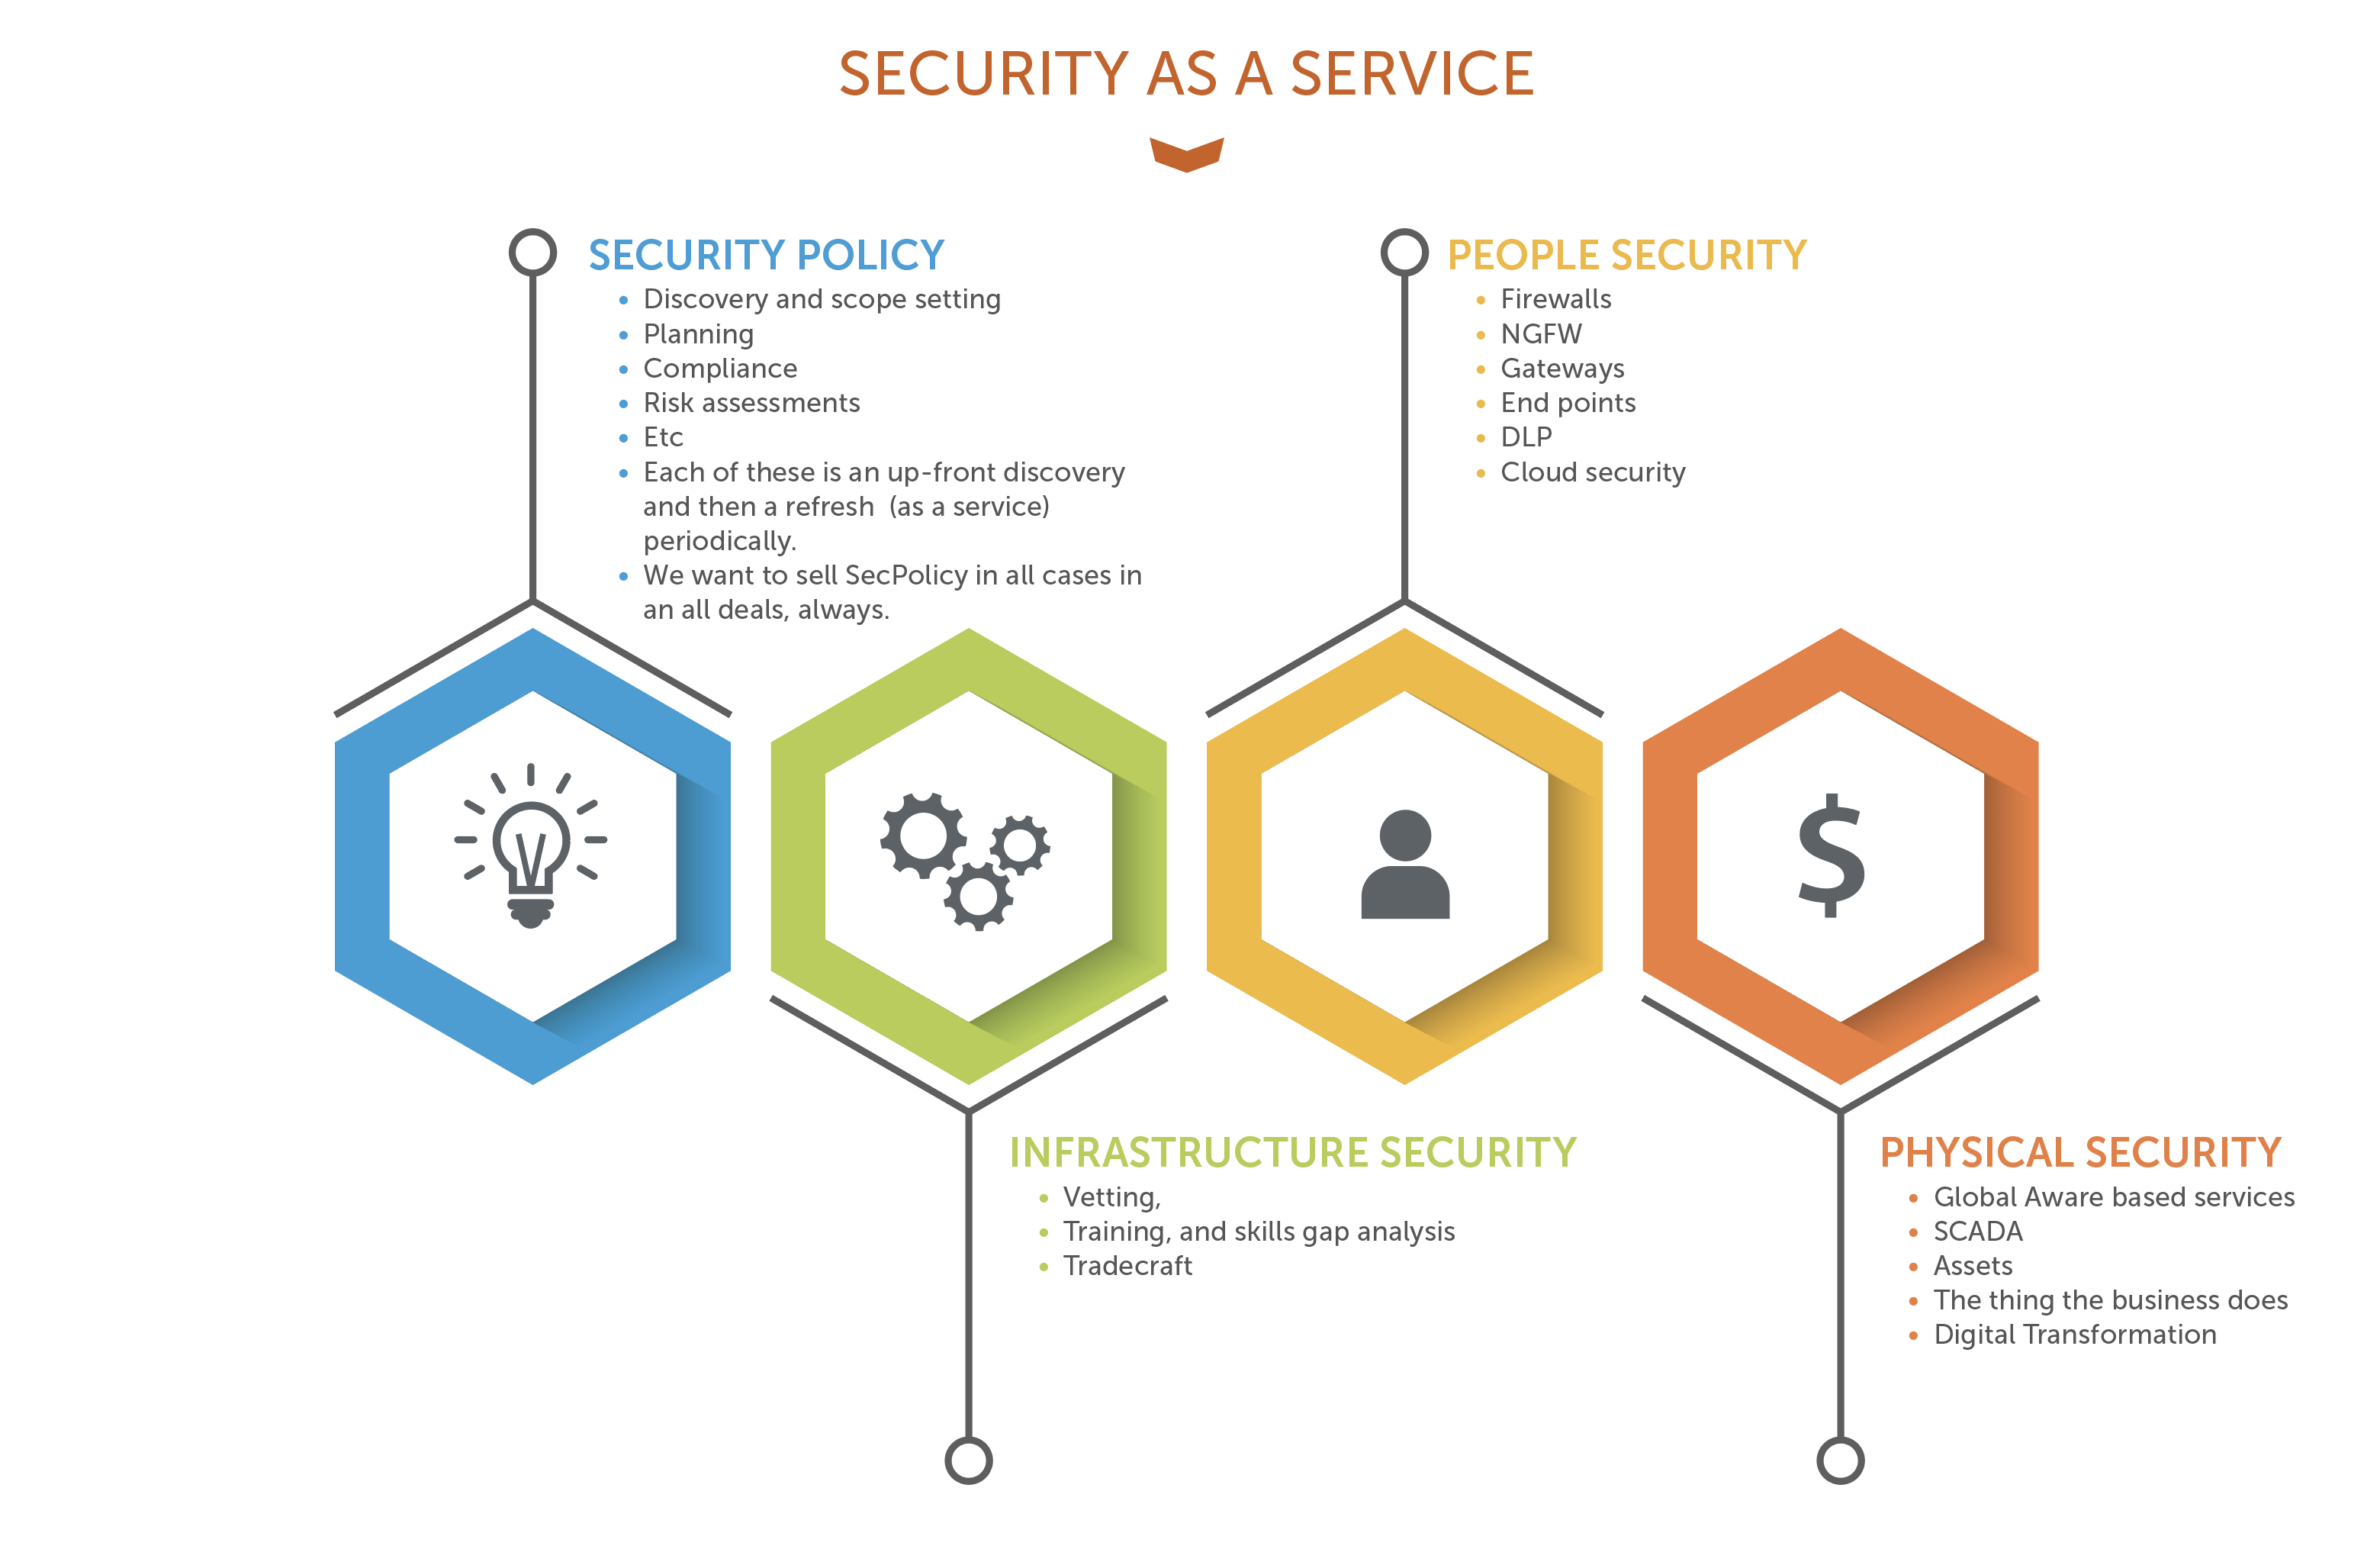 SECURITY AS A SERVICE
SECURITY POLICY
• Discovery and scope setting
• Planning
• Compliance
• Risk assessments
• Etc
• Each of these is an up-front discovery
and then a refresh  (as a service)
periodically.
• We want to sell SecPolicy in all cases in
an all deals, always.
PEOPLE SECURITY
• Firewalls
• NGFW
• Gateways
• End points
• DLP
• Cloud security
$
INFRASTRUCTURE SECURITY
• Vetting,
• Training, and skills gap analysis
• Tradecraft
PHYSICAL SECURITY
• Global Aware based services
• SCADA
• Assets
• The thing the business does
• Digital Transformation